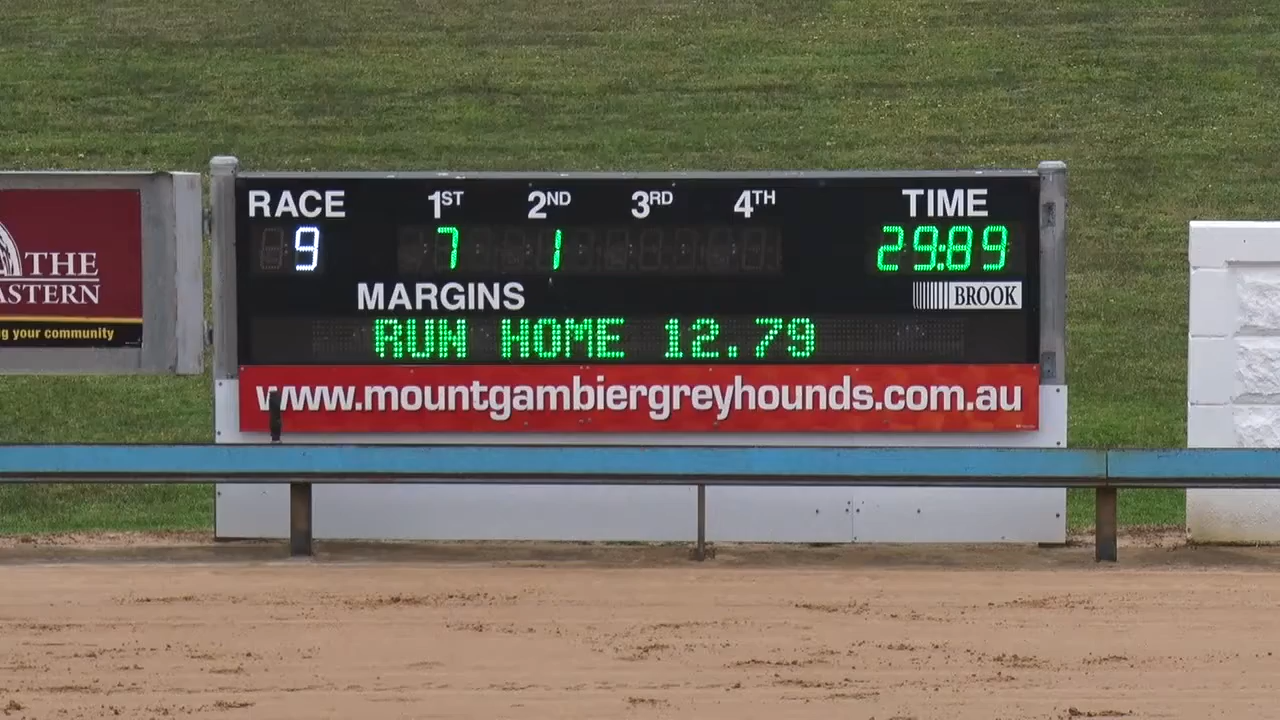 RACE 1ST 2ND 3RD 4TH TIME
9 7 1 29:89
MARGINS
BROOK
RUN HOME 12.79
www.mountgambiergreyhounds.com.au
THE
ASTERN
ng your community